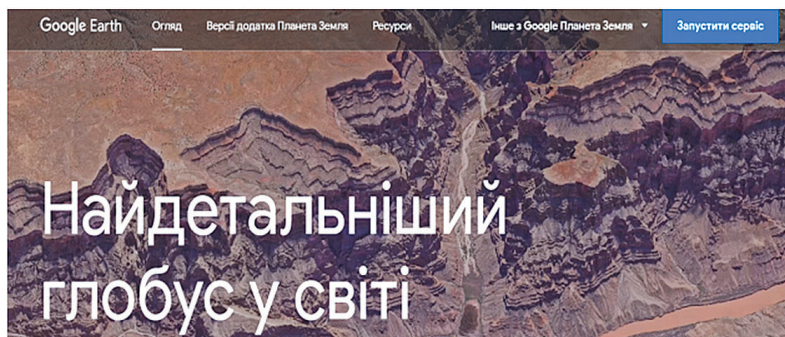 Google Earth Огляд Версії додатка Планета Земля Ресурси Інше з Google Планета Земля Запустити сервіс
Найдетальніший
глобус у світі